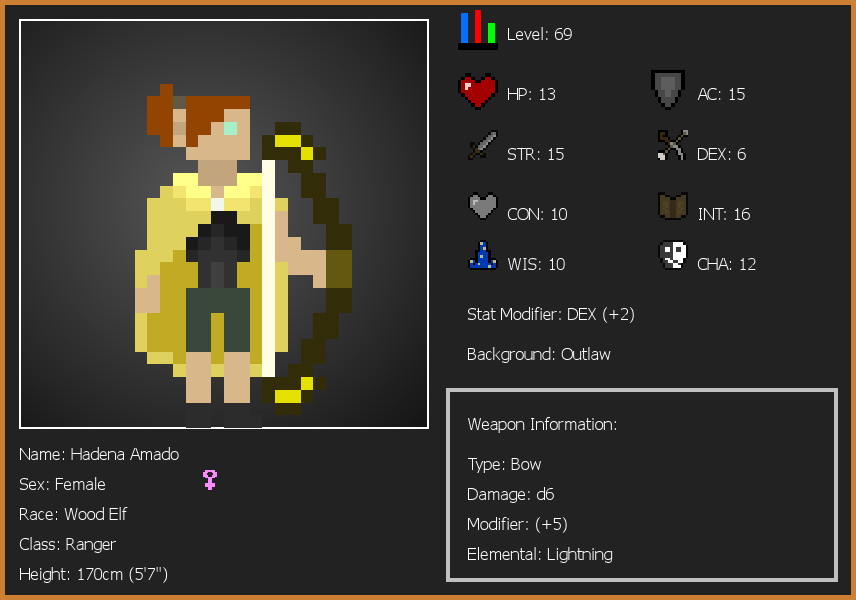 Level: 69
HP: 13
AC: 15
STR: 15
DEX: 6
CON: 10
INT: 16
WIS: 10
CHA: 12
Stat Modifier: DEX (+2)
Background: Outlaw
Weapon Information:
Type: Bow
Damage: d6
Modifier: (+5)
Elemental: Lightning
Name: Hadena Amado
Sex: Female
Race: Wood Elf
Class: Ranger
Height: 170cm (5'7")